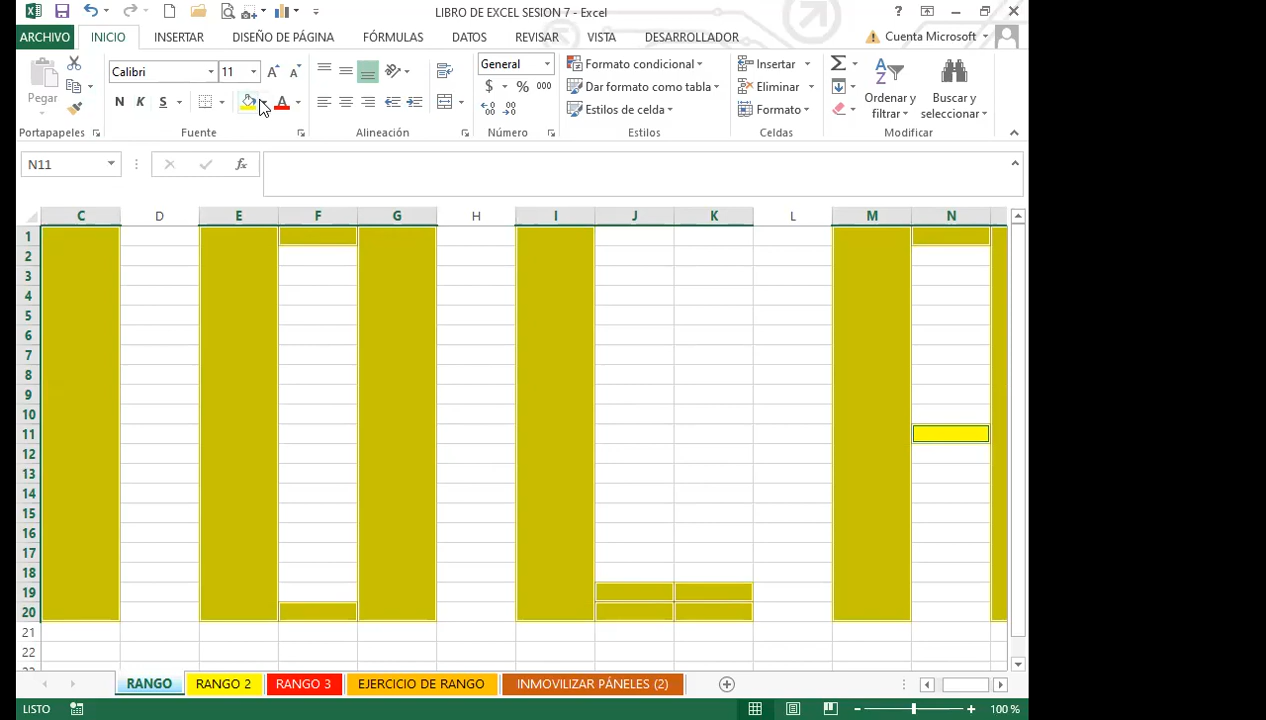 LIBRO DE EXCEL SESION 7 - Excel
?
ARCHIVO INICIO INSERTAR DISEÑO DE PÁGINA FÓRMULAS DATOS REVISAR VISTA DESARROLLADOR Cuenta Microsoft
Pegar
Portapapeles
Calibri 11
N K S A
Fuente
Alineación
General
$ % 000
Número
Formato condicional
Dar formato como tabla
Estilos de celda
Estilos
Insertar
Eliminar
Formato
Celdas
Ordenar y filtrar
Buscar y seleccionar
Modificar
N11 fx
C D E F G H I J K L M N
1
2
3
4
5
6
7
8
9
10
11
12
13
14
15
16
17
18
19
20
21
22
RANGO RANGO 2 RANGO 3 EJERCICIO DE RANGO INMOVILIZAR PÁNELES (2)
LISTO 100 %